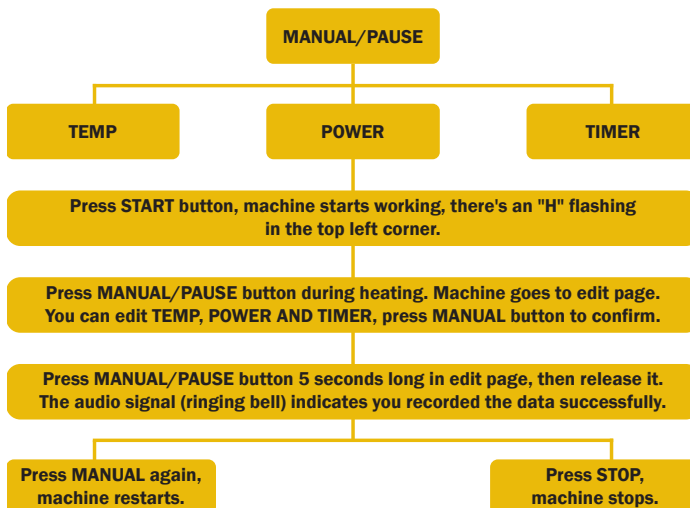 MANUAL/PAUSE
TEMP
POWER
TIMER
Press START button, machine starts working, there's an "H" flashing
in the top left corner.
Press MANUAL/PAUSE button during heating. Machine goes to edit page.
You can edit TEMP, POWER AND TIMER, press MANUAL button to confirm.
Press MANUAL/PAUSE button 5 seconds long in edit page, then release it.
The audio signal (ringing bell) indicates you recorded the data successfully.
Press MANUAL again,
machine restarts.
Press STOP,
machine stops.